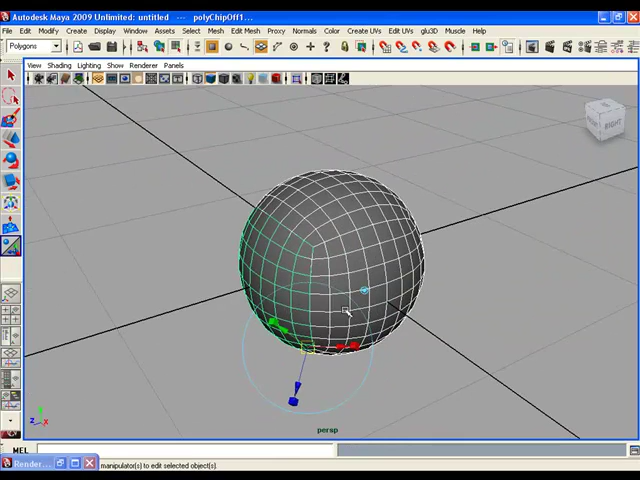 Autodesk Maya 2009 Unlimited: untitled --- polyChipOff1...
File Edit Modify Create Display Window Assets Select Mesh Edit Mesh Proxy Normals Color Create UVs Edit UVs glu3D Muscle Help
Polygons
View Shading Lighting Show Renderer Panels
RIGHT
persp
MEL
Render...
manipulator(s) to edit selected object(s).